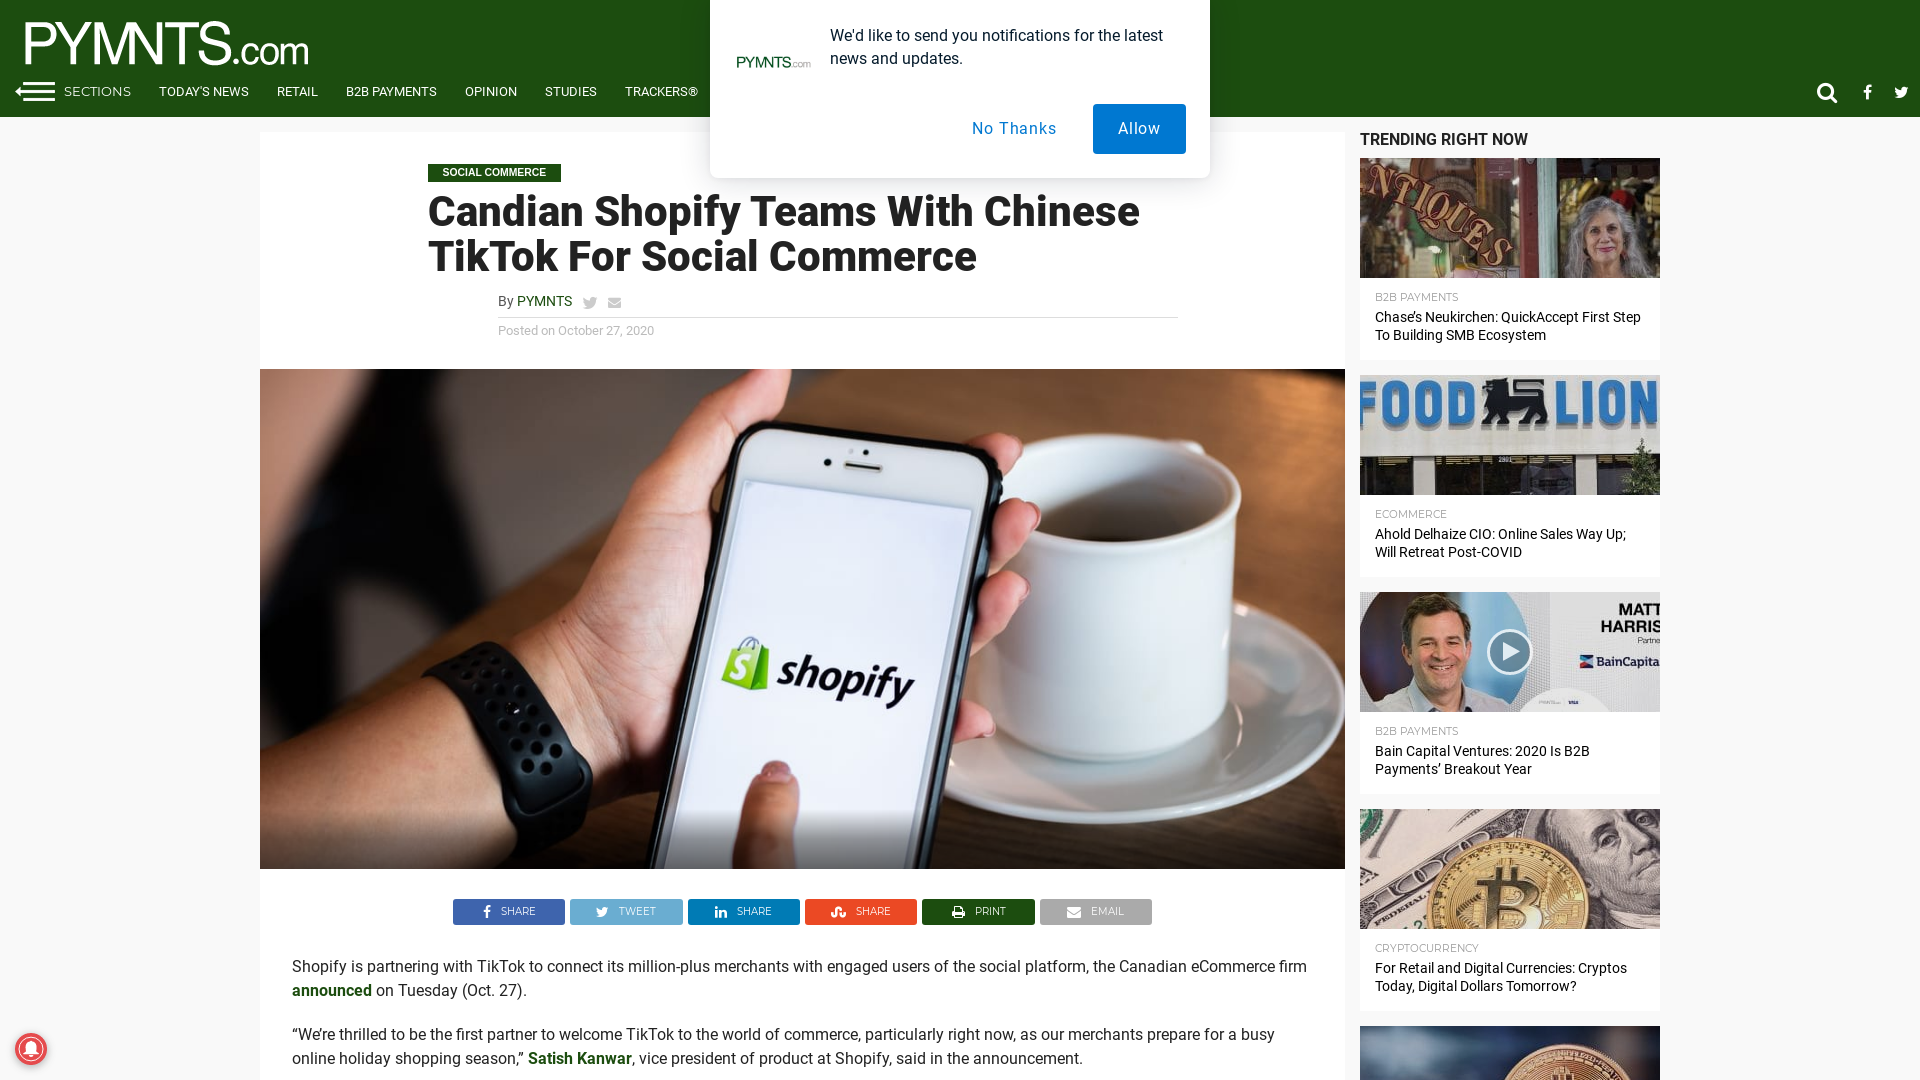 PYMNTS.com
SECTIONS
TODAY'S NEWS
RETAIL
B2B PAYMENTS
OPINION
STUDIES
TRACKERS®
PYMNTS.com
We'd like to send you notifications for the latest
news and updates.
No Thanks
Allow
SOCIAL COMMERCE
Candian Shopify Teams With Chinese
TikTok For Social Commerce
By PYMNTS
Posted on October 27, 2020
shopify
SHARE
TWEET
SHARE
SHARE
PRINT
EMAIL
Shopify is partnering with TikTok to connect its million-plus merchants with engaged users of the social platform, the Canadian eCommerce firm
announced on Tuesday (Oct. 27).
“We’re thrilled to be the first partner to welcome TikTok to the world of commerce, particularly right now, as our merchants prepare for a busy
online holiday shopping season,” Satish Kanwar, vice president of product at Shopify, said in the announcement.
TRENDING RIGHT NOW
NTIQUES
B2B PAYMENTS
Chase’s Neukirchen: QuickAccept First Step
To Building SMB Ecosystem
FOOD LION
2901
ECOMMERCE
Ahold Delhaize CIO: Online Sales Way Up;
Will Retreat Post-COVID
MATT
HARRIS
Partne
BainCapita
B2B PAYMENTS
Bain Capital Ventures: 2020 Is B2B
Payments’ Breakout Year
FEDERAL
CRYPTOCURRENCY
For Retail and Digital Currencies: Cryptos
Today, Digital Dollars Tomorrow?